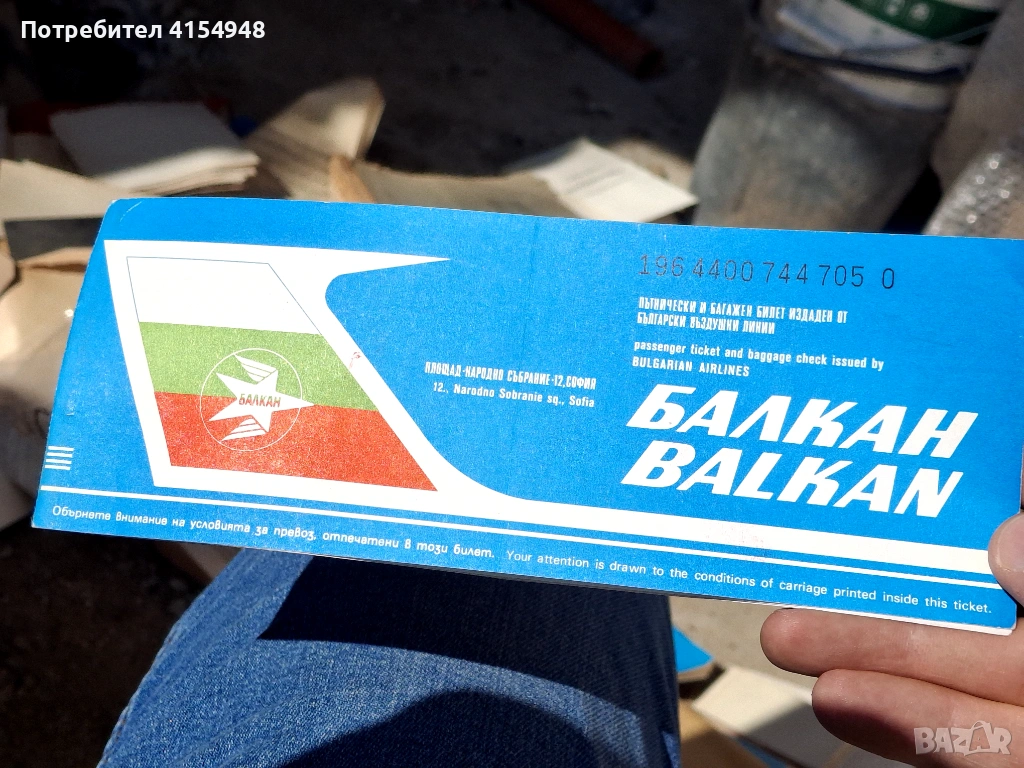 Потребител 4154948
196 4400 744 705 0
ПЪТНИЧЕСКИ И БАГАЖЕН БИЛЕТ ИЗДАДЕН ОТ
БЪЛГАРСКИ ВЪЗДУШНИ ЛИНИИ
passenger ticket and baggage check issued by
BULGARIAN AIRLINES
ПЛОЩАД-НАРОДНО СЪБРАНИЕ-12, СОФИЯ
12., Narodno Sobranie sq., Sofia
БАЛКАН
БАЛКАН
BALKAN
Обърнете внимание на условията за превоз, отпечатани в този билет. Your attention is drawn to the conditions of carriage printed inside this ticket.
BAZAR